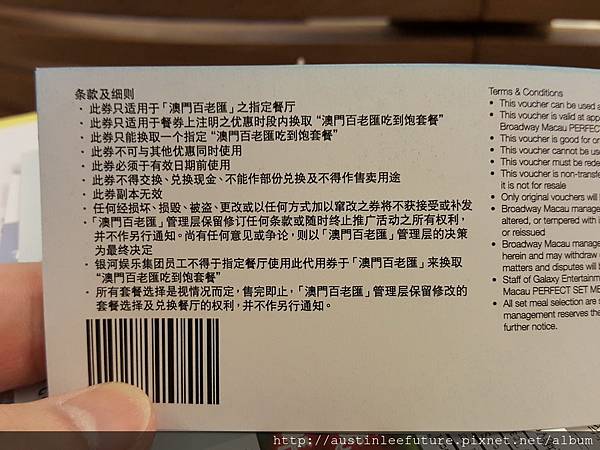 条款及细则
· 此券只适用于「澳門百老匯」之指定餐厅
· 此券只适用于餐券上注明之优惠时段内换取 “澳門百老匯吃到饱套餐”
· 此券只能换取一个指定 “澳門百老匯吃到饱套餐”
· 此券不可与其他优惠同时使用
· 此券必须于有效日期前使用
· 此券不得交换、兑换现金、不能作部份兑换及不得作售卖用途
· 此券副本无效
· 任何经损坏、损毁、被盗、更改或以任何方式加以窜改之券将不获接受或补发
· 「澳門百老匯」管理层保留修订任何条款或随时终止推广活动之所有权利，
并不作另行通知。尚有任何意见或争论，则以「澳門百老匯」管理层的决策
为最终决定
· 银河娱乐集团员工不得于指定餐厅使用此代用券于「澳門百老匯」来换取
“澳門百老匯吃到饱套餐”
· 所有套餐选择是视情况而定，售完即止，「澳門百老匯」管理层保留修改的
套餐选择及兑换餐厅的权利，并不作另行通知。
Terms & Conditions
• This voucher can be used a
• This voucher is valid at appo
Broadway Macau PERFECT
• This voucher is good for on
• This voucher cannot be use
• This voucher must be rede
• This voucher is non-transfe
it is not for resale
• Only original vouchers will b
• Broadway Macau manage
altered, or tempered with i
or reissued
• Broadway Macau manage
herein and may withdraw o
matters and disputes will b
• Staff of Galaxy Entertainm
Macau PERFECT SET ME
• All set meal selection are s
management reserves the
further notice.
http://austinleefuture.pixnet.net/album